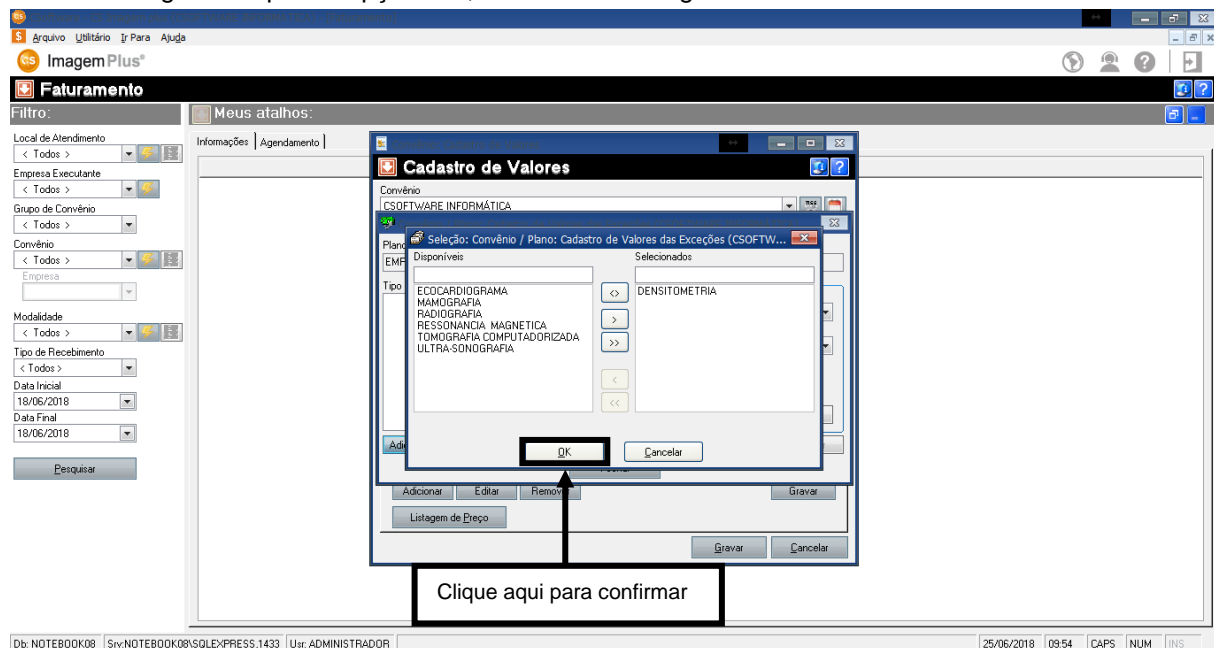 Arquivo Utilitário Ir Para Ajuda
CS ImagemPlus®
Faturamento
Filtro:
Meus atalhos:
Local de Atendimento
< Todos >
Empresa Executante
< Todos >
Grupo de Convênio
< Todos >
Convênio
< Todos >
Empresa
Modalidade
< Todos >
Tipo de Recebimento
< Todos >
Data Inicial
18/06/2018
Data Final
18/06/2018
Pesquisar
Informações Agendamento
Cadastro de Valores
Convênio
CSOFTWARE INFORMÁTICA
Seleção: Convênio / Plano: Cadastro de Valores das Exceções (CSOFTW...
Tipo
Disponíveis
Selecionados
ECOCARDIOGRAMA
MAMOGRAFIA
RADIOGRAFIA
RESSONANCIA MAGNETICA
TOMOGRAFIA COMPUTADORIZADA
ULTRA-SONOGRAFIA
<>
>
>>
<
<<
DENSITOMETRIA
OK
Cancelar
Adicionar Editar Remover
Gravar
Listagem de Preço
Gravar Cancelar
Clique aqui para confirmar
Db: NOTEBOOK08 Srv:NOTEBOOK08\SQLEXPRESS,1433 Usr: ADMINISTRADOR
25/06/2018 09:54 CAPS NUM INS